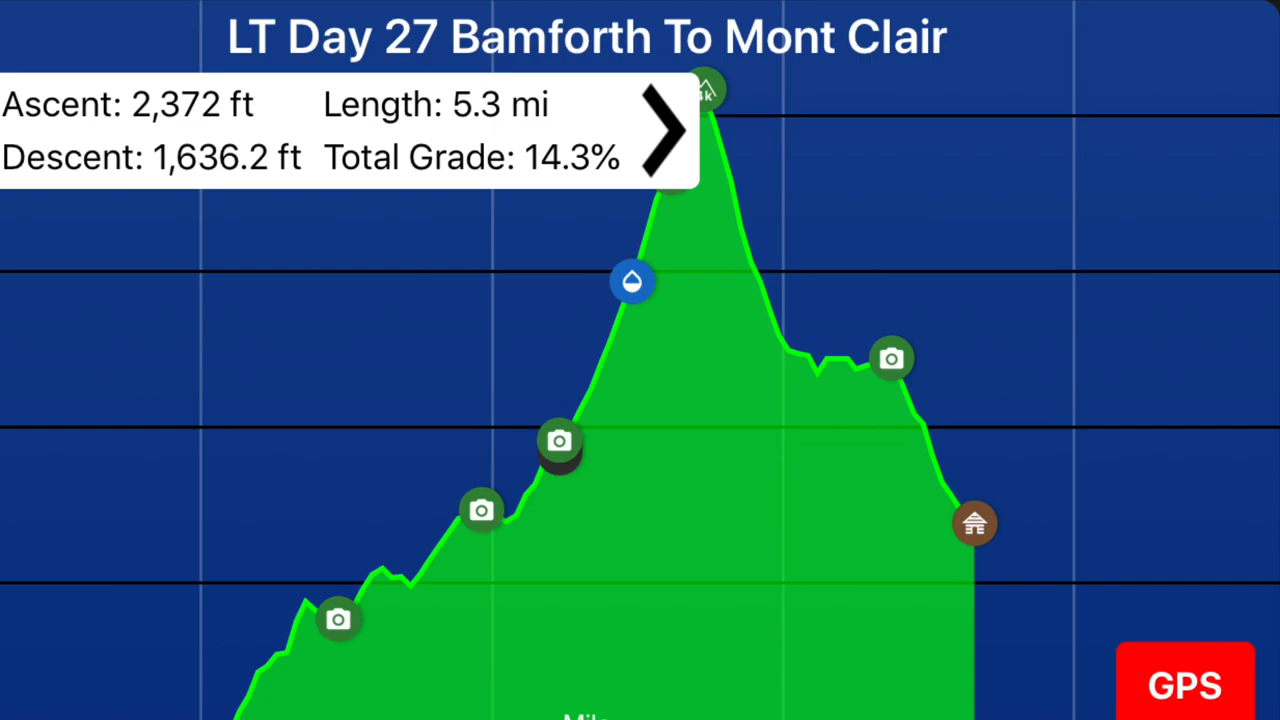 LT Day 27 Bamforth To Mont Clair
Ascent: 2,372 ft Length: 5.3 mi
Descent: 1,636.2 ft Total Grade: 14.3%
GPS